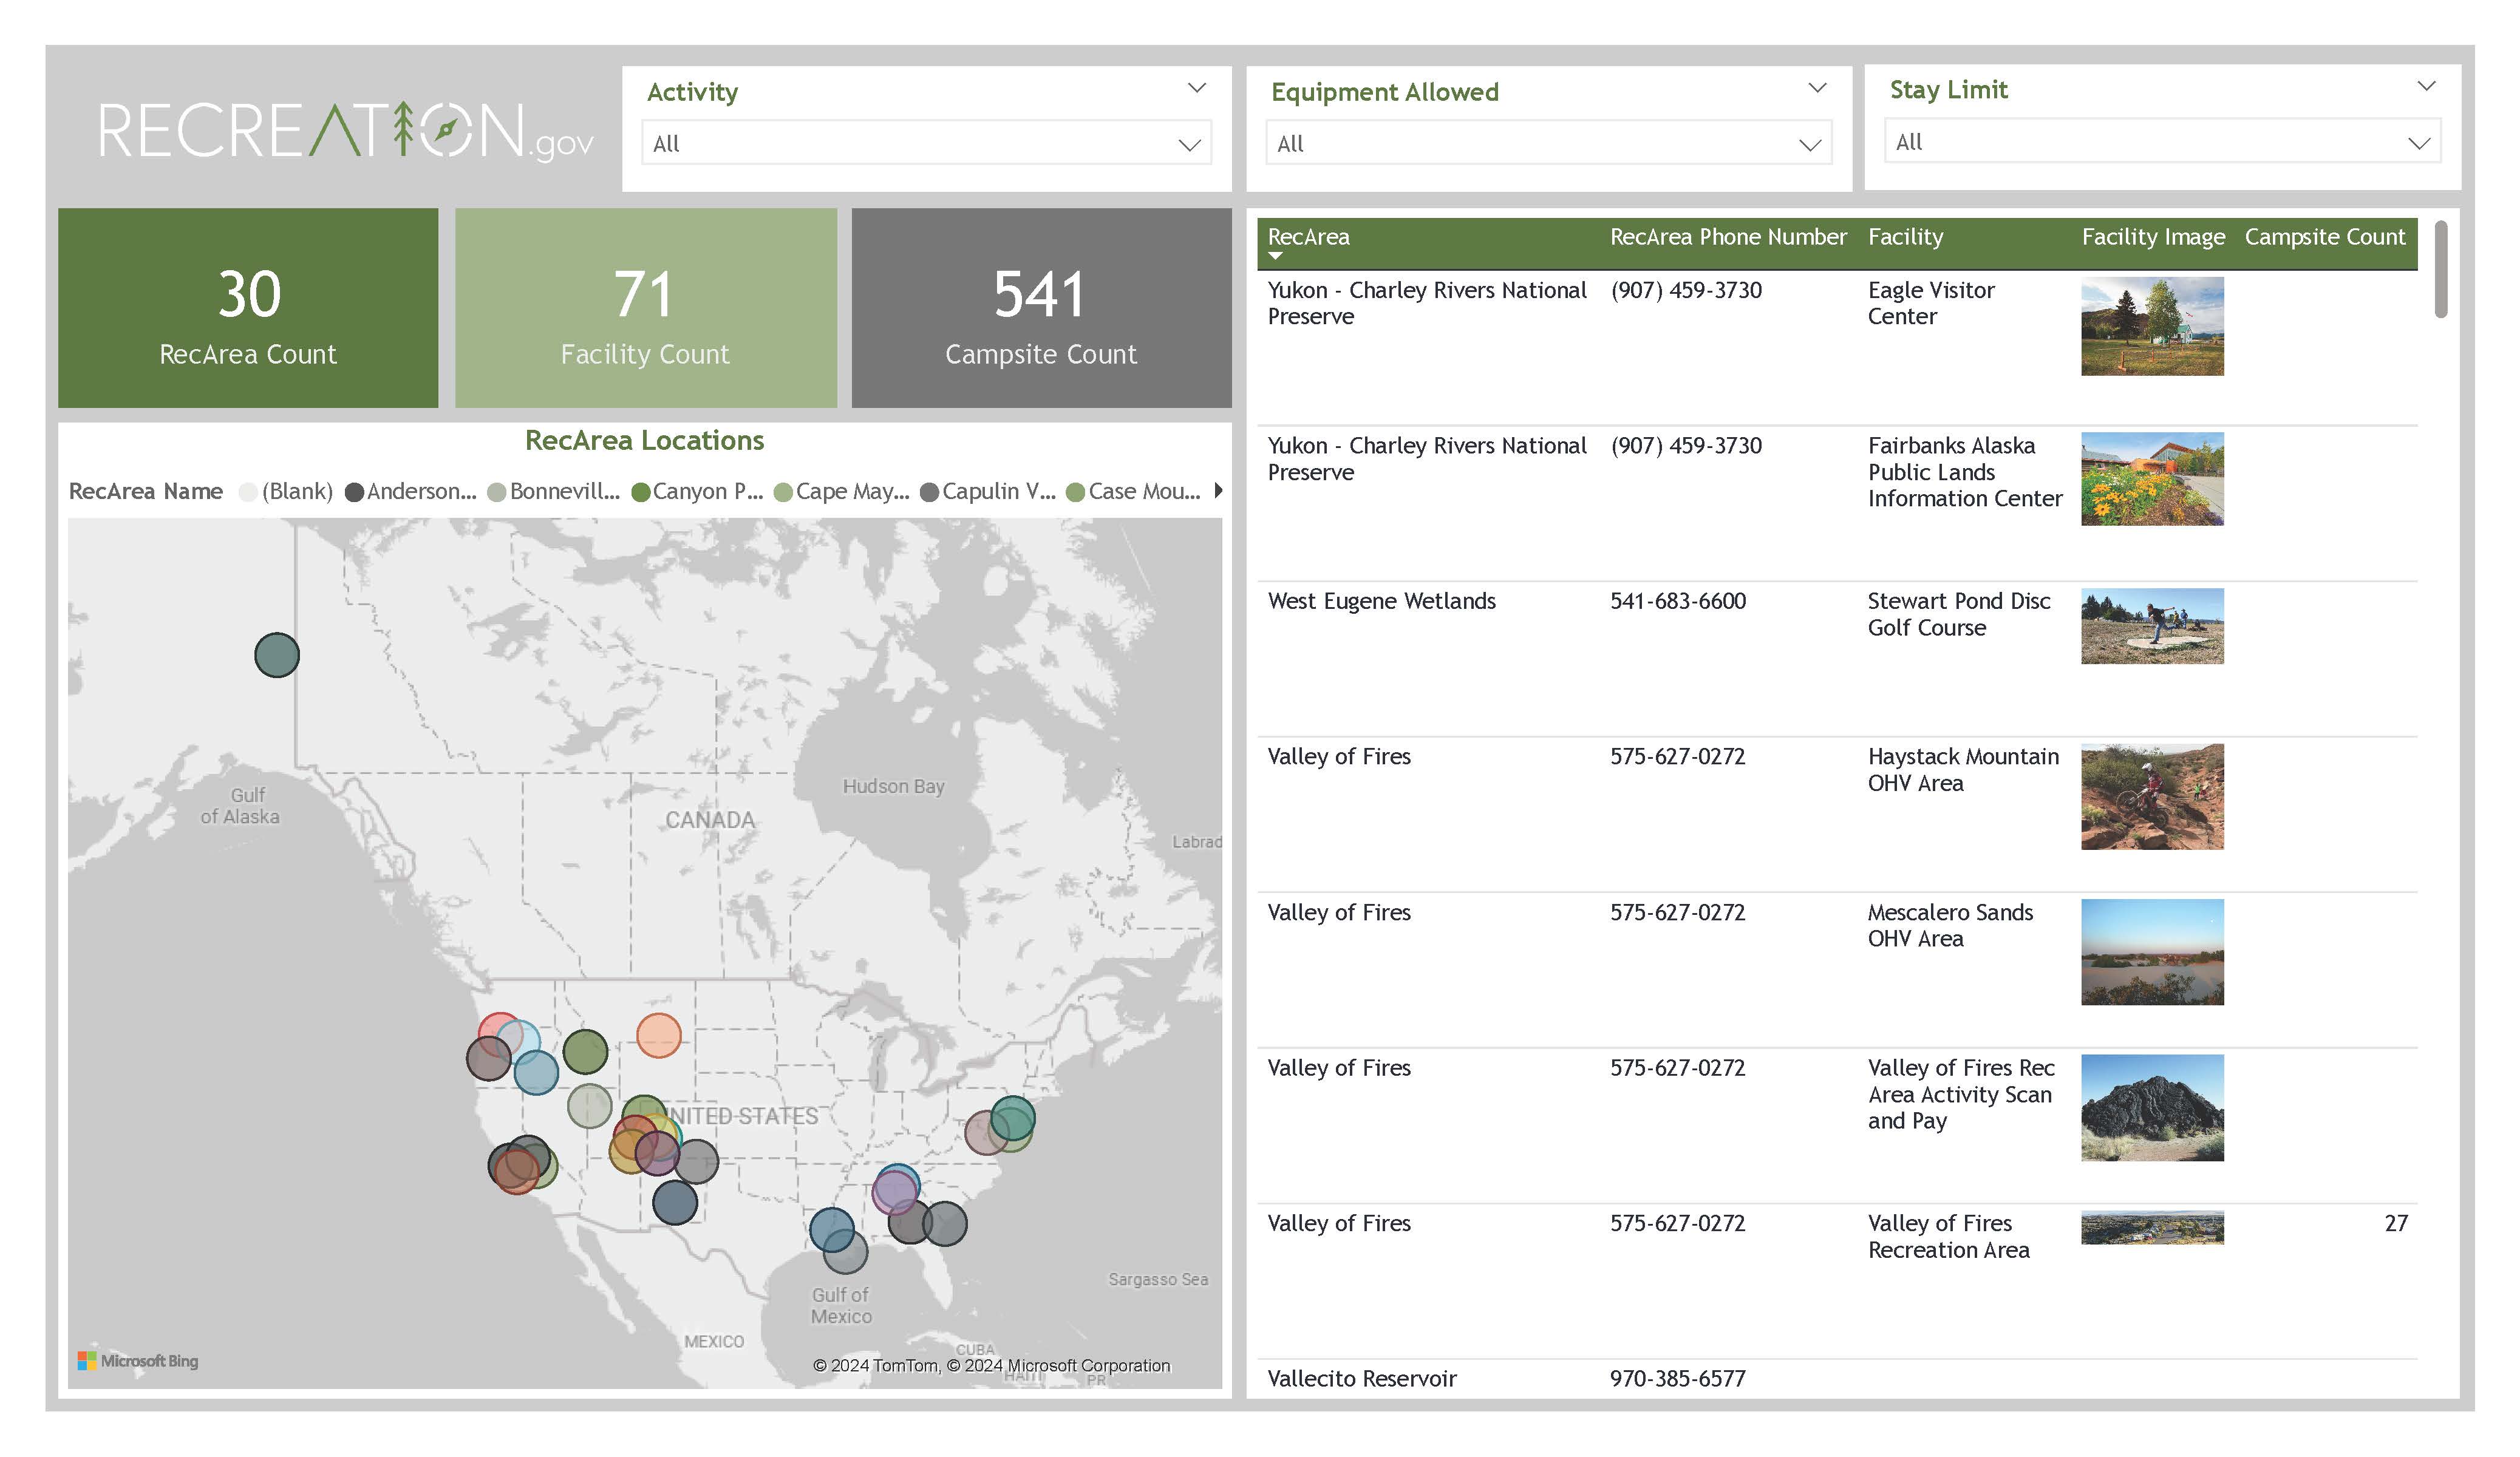 RECREATION.gov
Activity
All
Equipment Allowed
All
Stay Limit
All
30
RecArea Count
71
Facility Count
541
Campsite Count
RecArea Locations
RecArea Name (Blank) Anderson... Bonnevill... Canyon P... Cape May... Capulin V... Case Mou...
Gulf
of Alaska
Hudson Bay
CANADA
Labrad
UNITED STATES
Sargasso Sea
Gulf of
Mexico
MEXICO
CUBA
HAITI
PR
Microsoft Bing
© 2024 TomTom, © 2024 Microsoft Corporation
RecArea RecArea Phone Number Facility Facility Image Campsite Count
Yukon - Charley Rivers National (907) 459-3730 Eagle Visitor
Preserve Center
Yukon - Charley Rivers National (907) 459-3730 Fairbanks Alaska
Preserve Public Lands
Information Center
West Eugene Wetlands 541-683-6600 Stewart Pond Disc
Golf Course
Valley of Fires 575-627-0272 Haystack Mountain
OHV Area
Valley of Fires 575-627-0272 Mescalero Sands
OHV Area
Valley of Fires 575-627-0272 Valley of Fires Rec
Area Activity Scan
and Pay
Valley of Fires 575-627-0272 Valley of Fires 27
Recreation Area
Vallecito Reservoir 970-385-6577